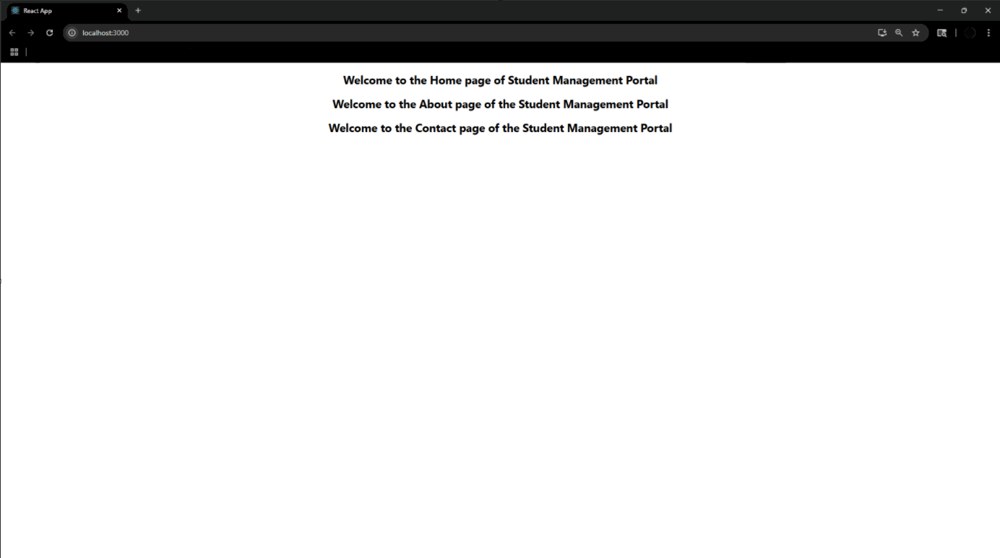 React App
localhost:3000
Welcome to the Home page of Student Management Portal
Welcome to the About page of the Student Management Portal
Welcome to the Contact page of the Student Management Portal